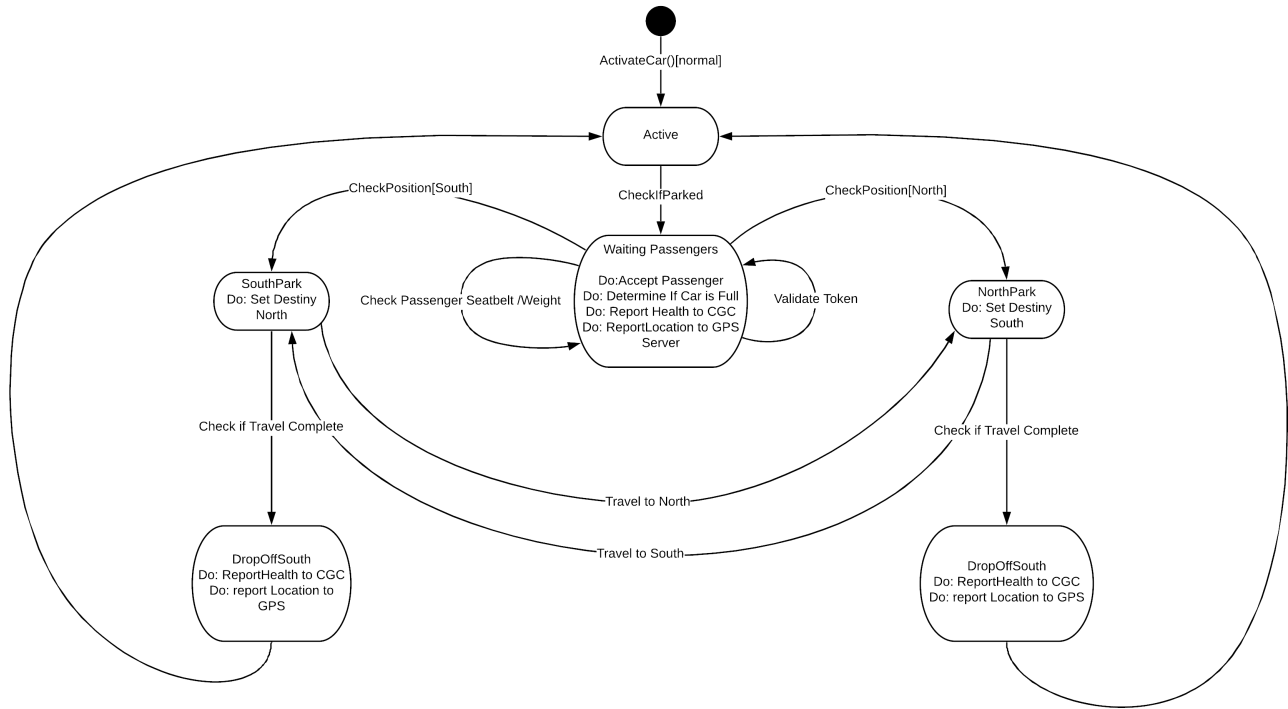 ActivateCar()[normal]
Active
CheckIfParked
CheckPosition[South]
CheckPosition[North]
Waiting Passengers
Do:Accept Passenger
Do: Determine If Car is Full
Do: Report Health to CGC
Do: ReportLocation to GPS
Server
Check Passenger Seatbelt /Weight
Validate Token
SouthPark
Do: Set Destiny
North
NorthPark
Do: Set Destiny
South
Check if Travel Complete
Check if Travel Complete
Travel to North
Travel to South
DropOffSouth
Do: ReportHealth to CGC
Do: report Location to
GPS
DropOffSouth
Do: ReportHealth to CGC
Do: report Location to GPS